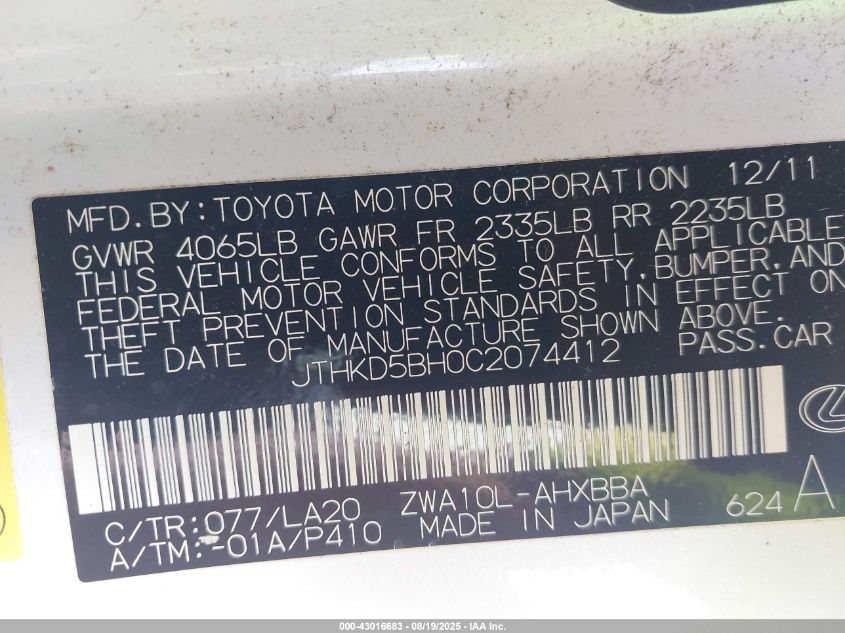 MFD.BY:TOYOTA MOTOR CORPORATION 12/11
GVWR 4065LB GAWR FR 2335LB RR 2235LB
THIS VEHICLE CONFORMS TO ALL APPLICABLE
FEDERAL MOTOR VEHICLE SAFETY,BUMPER,AND
THEFT PREVENTION STANDARDS IN EFFECT ON
THE DATE OF MANUFACTURE SHOWN ABOVE.
JTHKD5BH0C2074412 PASS.CAR
C/TR:077/LA20 ZWA10L-AHXBBA
A/TM:-01A/P410 MADE IN JAPAN 624 A
000-43016683 - 08/19/2025 - IAA Inc.